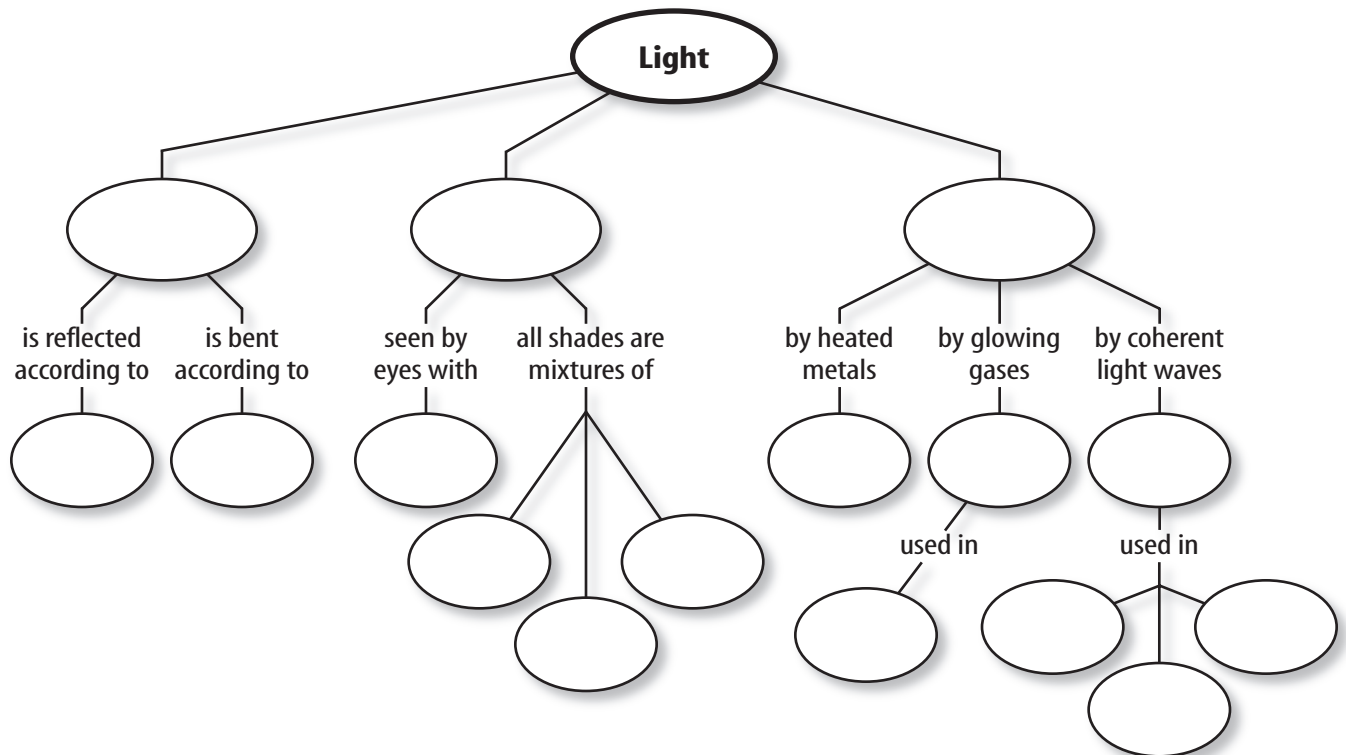 Light
is reflected
according to
is bent
according to
seen by
eyes with
all shades are
mixtures of
by heated
metals
by glowing
gases
by coherent
light waves
used in
used in